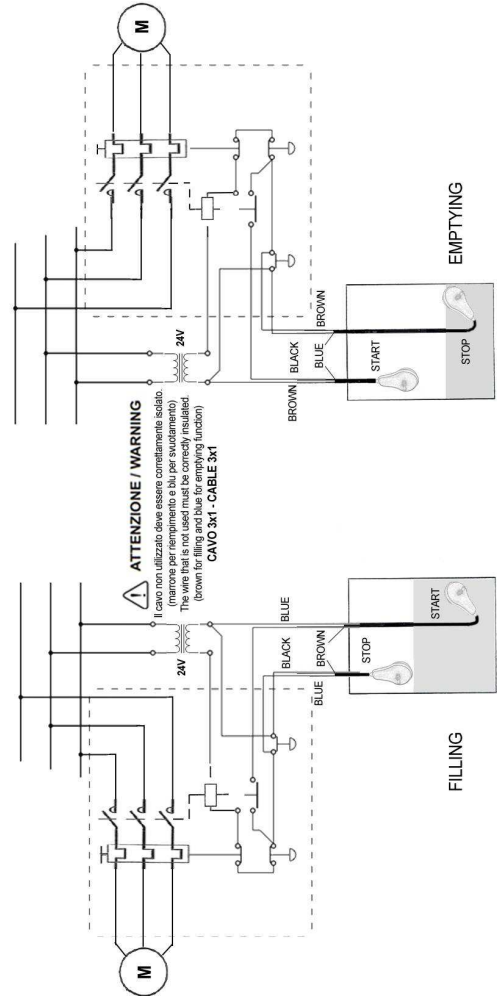 M
24V
BLUE
BLACK
BROWN
BLUE
STOP
START
FILLING
ATTENZIONE / WARNING
Il cavo non utilizzato deve essere correttamente isolato.
(marrone per riempimento e blu per svuotamento)
The wire that is not used must be correctly insulated.
(brown for filling and blue for emptying function)
CAVO 3x1 - CABLE 3x1
M
24V
BROWN
BLACK
BLUE
BROWN
START
STOP
EMPTYING